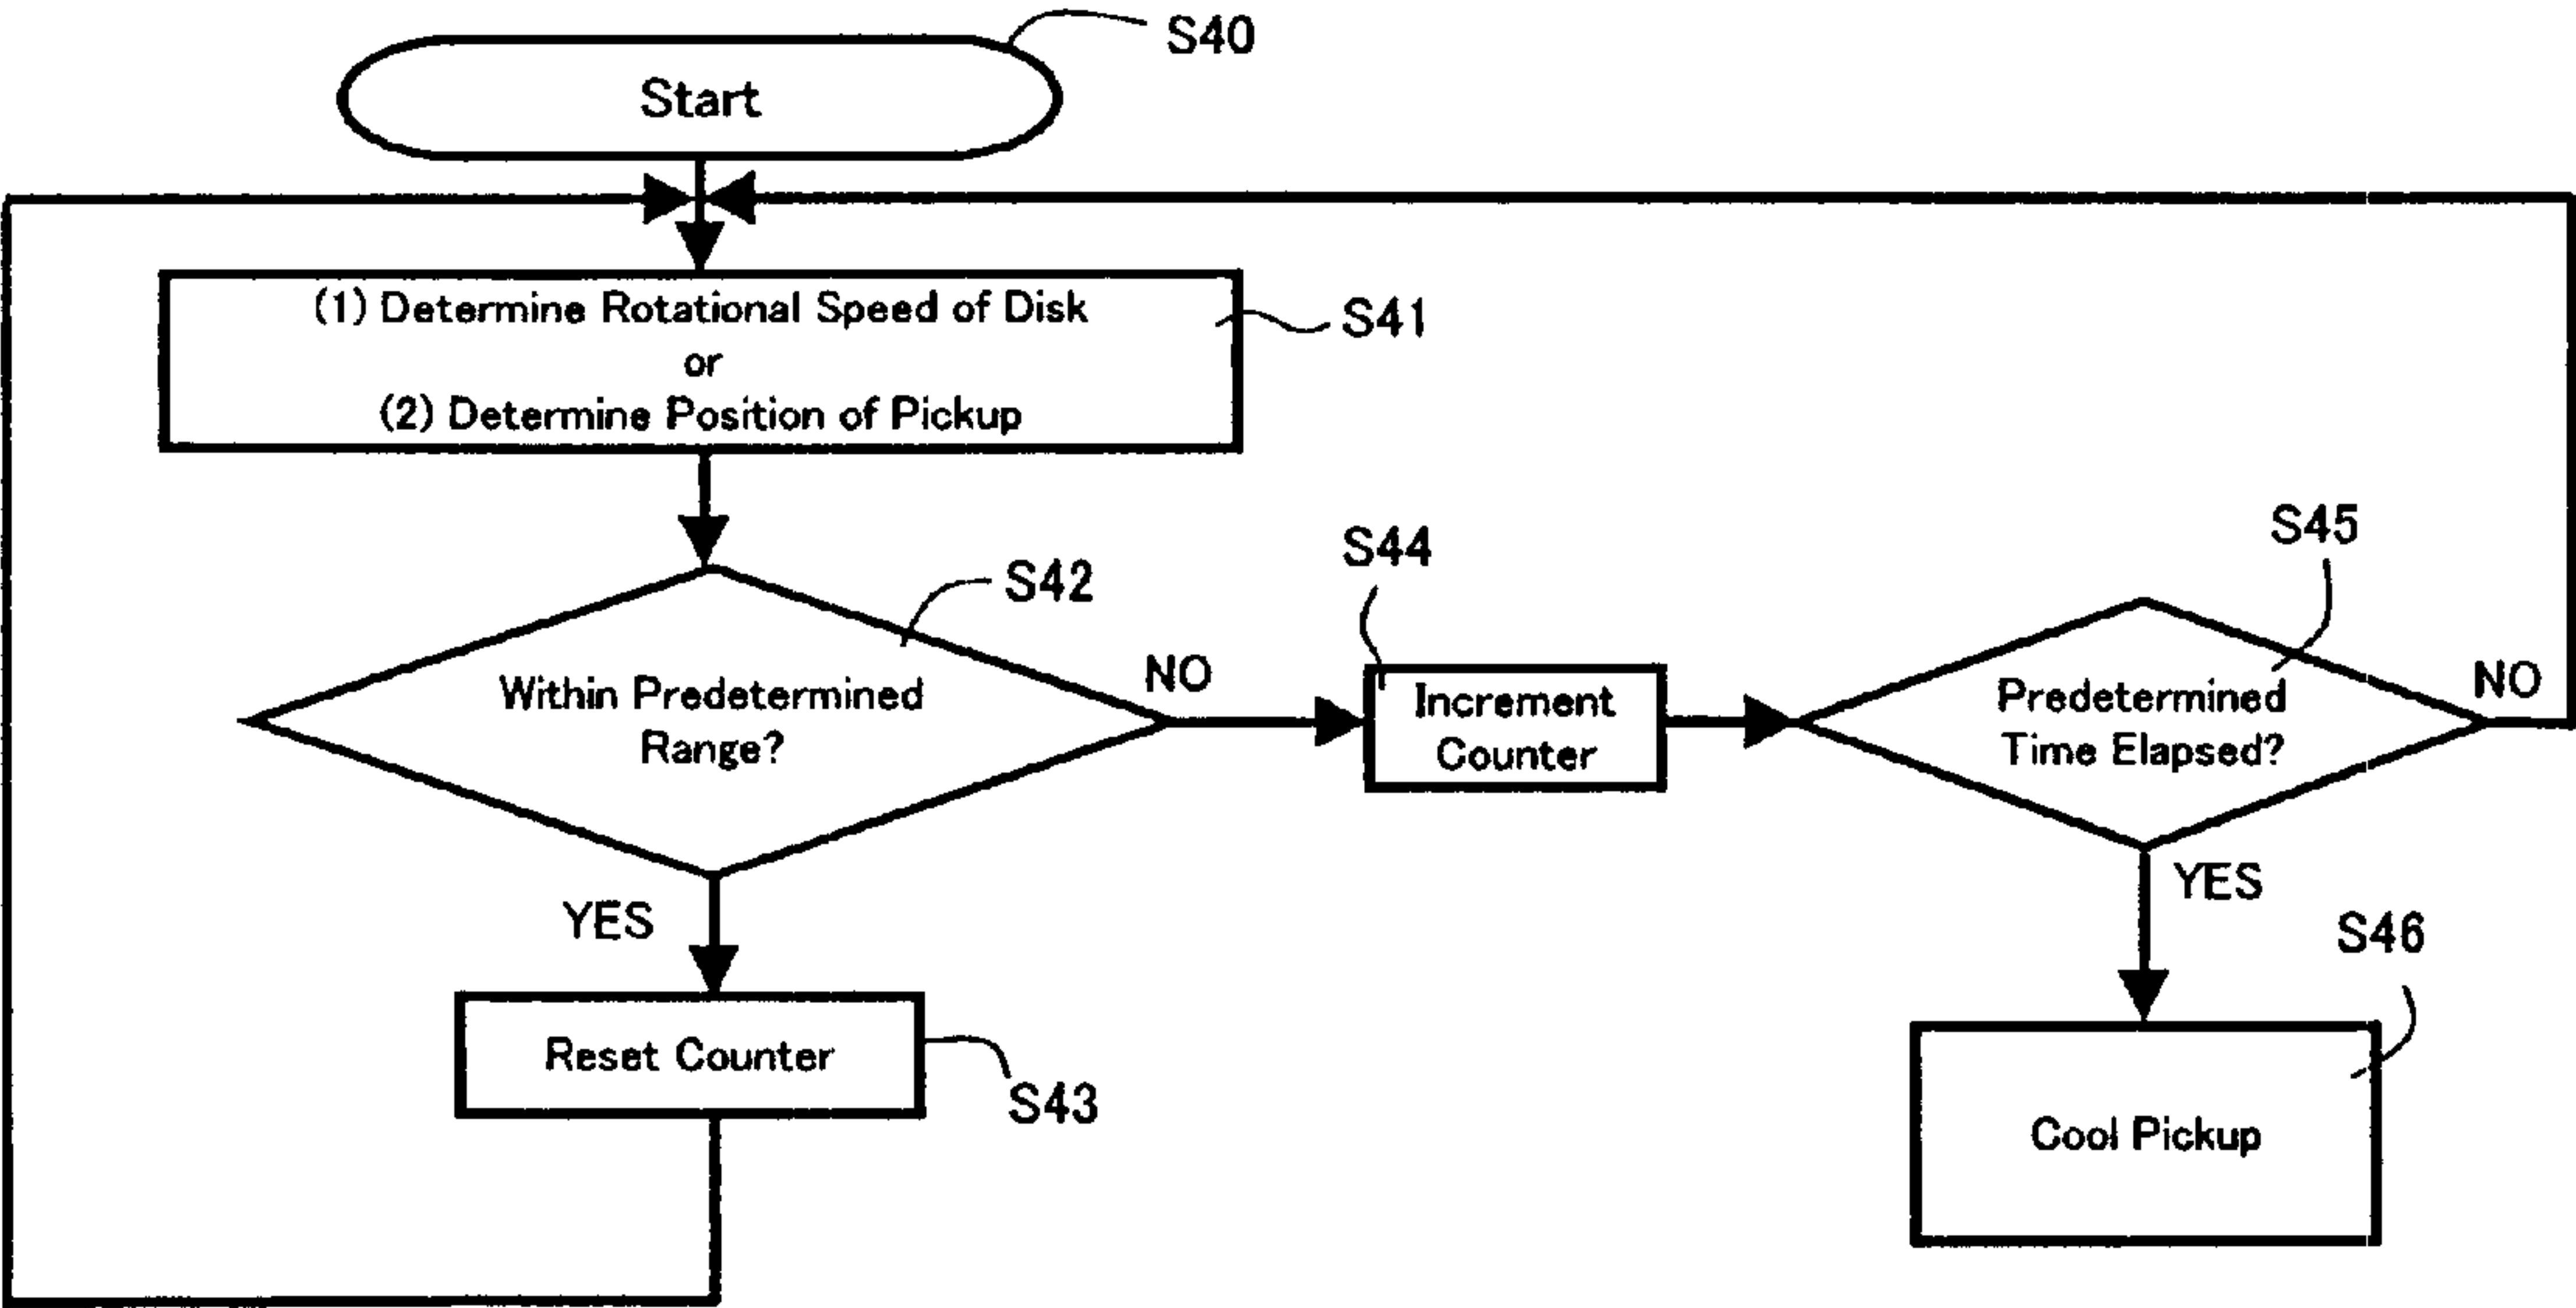 S40
Start
(1) Determine Rotational Speed of Disk
or
(2) Determine Position of Pickup
S41
S42
Within Predetermined
Range?
NO
YES
Reset Counter
S43
S44
Increment
Counter
S45
Predetermined
Time Elapsed?
NO
YES
S46
Cool Pickup